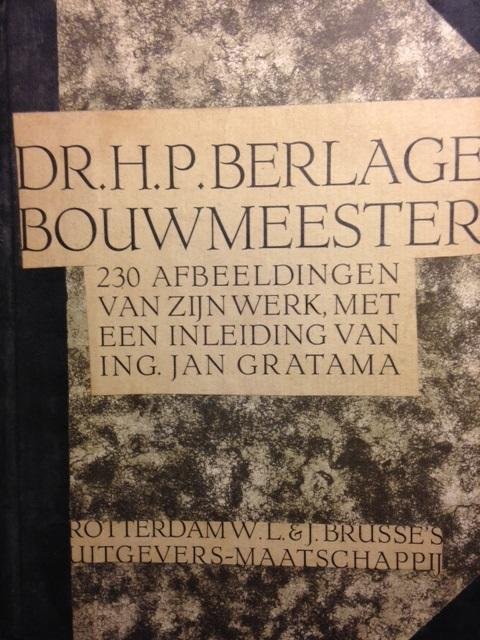 DR. H. P. BERLAGE
BOUWMEESTER
230 AFBEELDINGEN
VAN ZIJN WERK, MET
EEN INLEIDING VAN
ING. JAN GRATAMA
ROTTERDAM W. L. & J. BRUSSE'S
UITGEVERS-MAATSCHAPPIJ